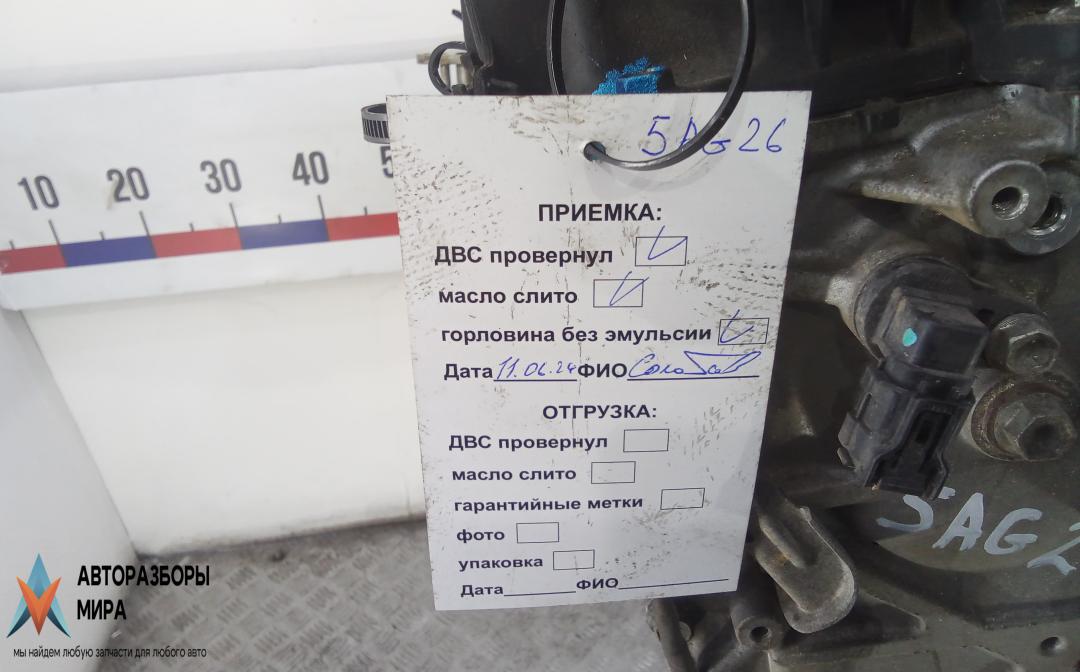 10 20 30 40 5
5AG26
ПРИЕМКА:
ДВС провернул
масло слито
горловина без эмульсии
Дата 11.06.24 ФИО
ОТГРУЗКА:
ДВС провернул
масло слито
гарантийные метки
фото
упаковка
Дата ФИО
5AG2
АВТОРАЗБОРЫ
МИРА
мы найдем любую запчасти для любого авто